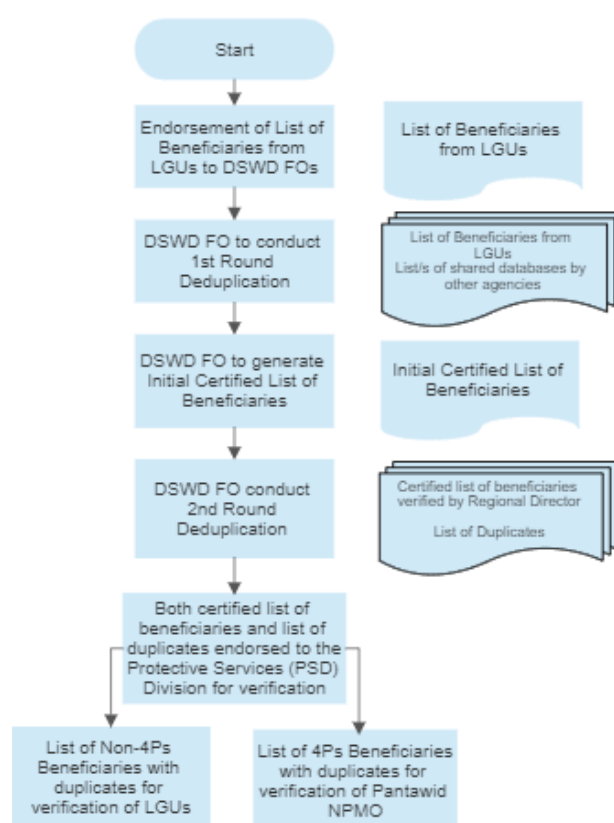 Start
Endorsement of List of
Beneficiaries from
LGUs to DSWD FOs
List of Beneficiaries
from LGUs
DSWD FO to conduct
1st Round
Deduplication
List of Beneficiaries from
LGUs
List/s of shared databases by
other agencies
DSWD FO to generate
Initial Certified List of
Beneficiaries
Initial Certified List of
Beneficiaries
DSWD FO conduct
2nd Round
Deduplication
Certified list of beneficiaries
verified by Regional Director
List of Duplicates
Both certified list of
beneficiaries and list of
duplicates endorsed to the
Protective Services (PSD)
Division for verification
List of Non-4Ps
Beneficiaries with
duplicates for
verification of LGUs
List of 4Ps Beneficiaries
with duplicates for
verification of Pantawid
NPMO